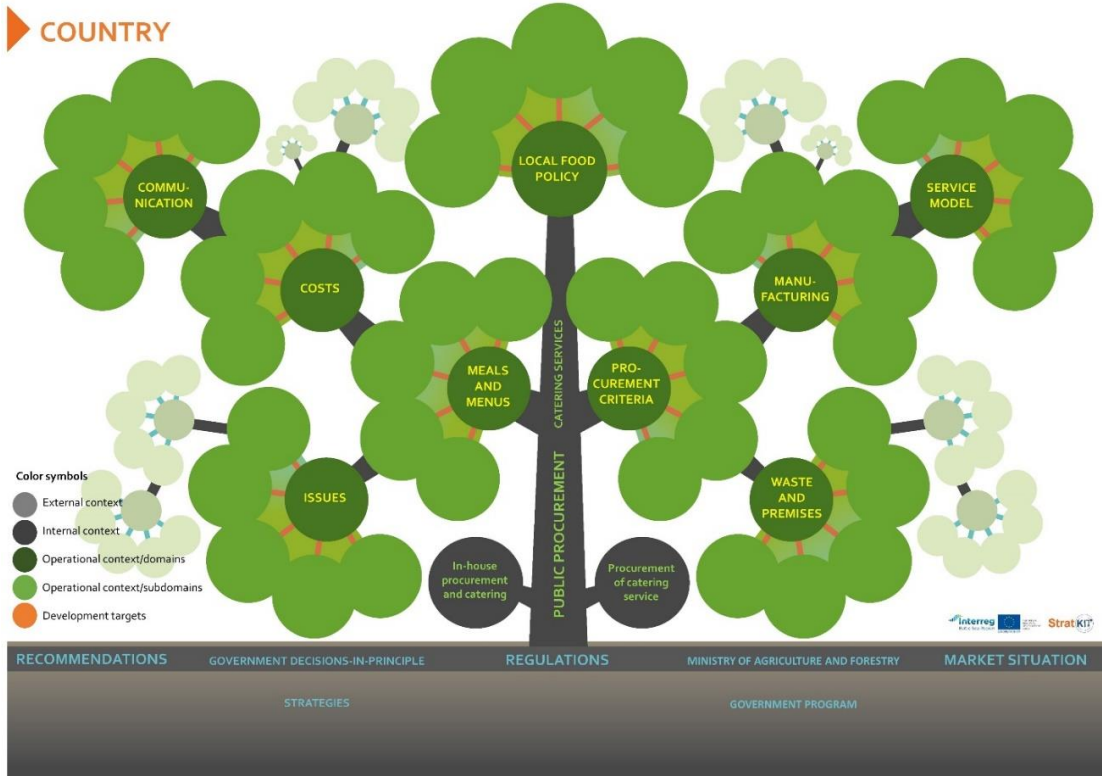 COUNTRY
LOCAL FOOD
POLICY
COMMU-
NICATION
SERVICE
MODEL
COSTS
MANU-
FACTURING
MEALS
AND
MENUS
PRO-
CUREMENT
CRITERIA
CATERING SERVICES
PUBLIC PROCUREMENT
ISSUES
WASTE
AND
PREMISES
Color symbols
External context
Internal context
Operational context/domains
Operational context/subdomains
Development targets
In-house
procurement
and catering
Procurement
of catering
service
interreg
StratKIT
RECOMMENDATIONS
GOVERNMENT DECISIONS-IN-PRINCIPLE
REGULATIONS
MINISTRY OF AGRICULTURE AND FORESTRY
MARKET SITUATION
STRATEGIES
GOVERNMENT PROGRAM